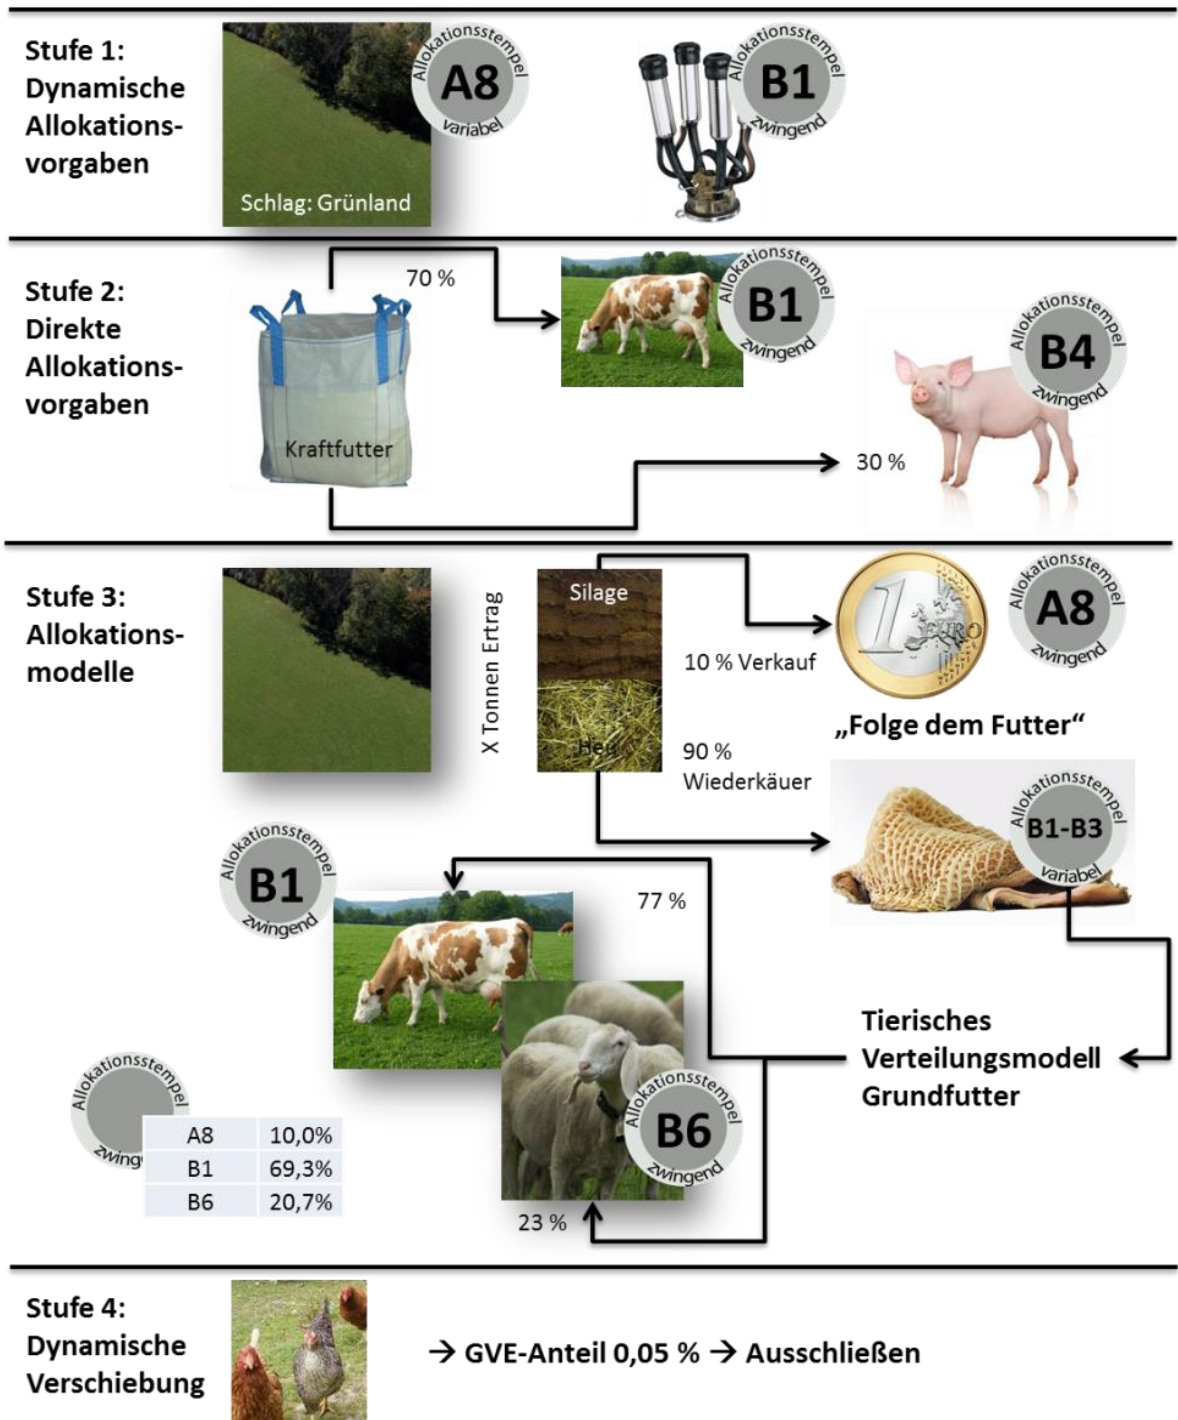 Stufe 1:
Dynamische
Allokations-
vorgaben
Schlag: Grünland
Allokationsstempel
A8
variabel
Allokationsstempel
B1
zwingend
Stufe 2:
Direkte
Allokations-
vorgaben
Kraftfutter
70 %
Allokationsstempel
B1
zwingend
30 %
Allokationsstempel
B4
zwingend
Stufe 3:
Allokations-
modelle
X Tonnen Ertrag
Silage
Heu
10 % Verkauf
90 %
Wiederkäuer
1 EURO
Allokationsstempel
A8
zwingend
„Folge dem Futter“
Allokationsstempel
B1-B3
variabel
Allokationsstempel
B1
zwingend
77 %
Tierisches
Verteilungsmodell
Grundfutter
Allokationsstempel
B6
zwingend
23 %
Allokationsstempel
zwing
A8 10,0%
B1 69,3%
B6 20,7%
Stufe 4:
Dynamische
Verschiebung
→ GVE-Anteil 0,05 % → Ausschließen